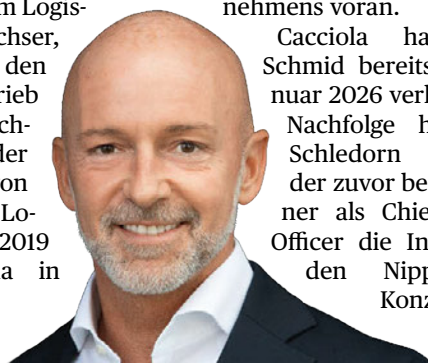 m Logis-
chser,
den
rieb
ch-
der
on
Lo-
2019
a in
nehmens voran.
Cacciola ha
Schmid bereits
nuar 2026 verl
Nachfolge h
Schledorn
der zuvor be
ner als Chie
Officer die In
den Nipp
Konz